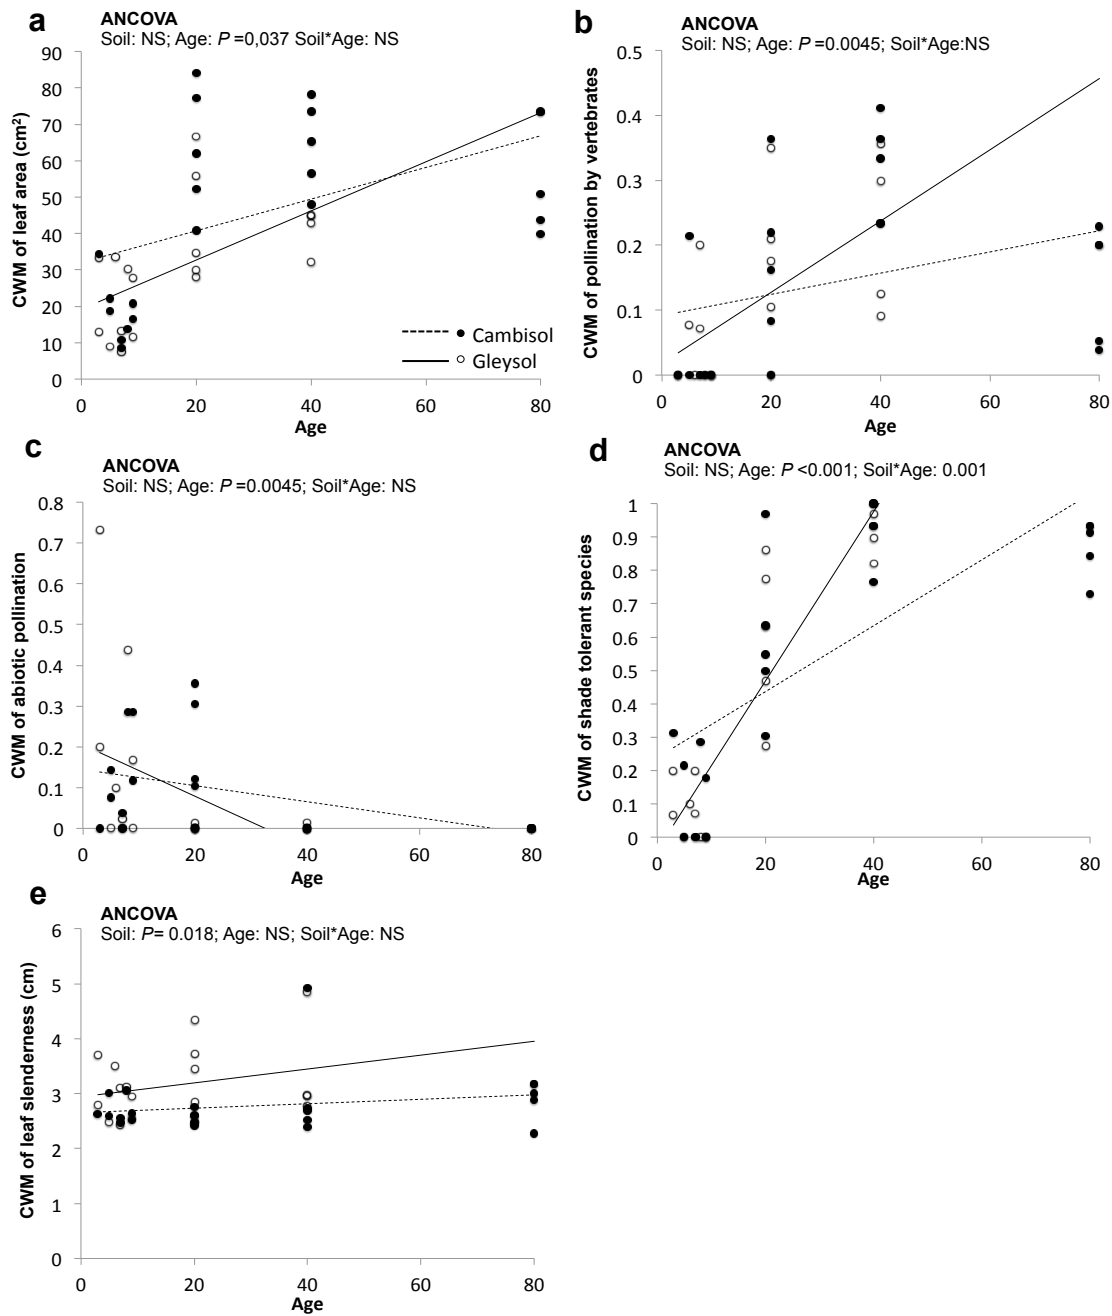 a
ANCOVA
Soil: NS; Age: P =0,037 Soil*Age: NS
CWM of leaf area (cm²)
90
80
70
60
50
40
30
20
10
0
0 20 40 60 80
Age
Cambisol
Gleysol
b
ANCOVA
Soil: NS; Age: P =0.0045; Soil*Age:NS
CWM of pollination by vertebrates
0.5
0.4
0.3
0.2
0.1
0
0 20 40 60 80
Age
c
ANCOVA
Soil: NS; Age: P =0.0045; Soil*Age: NS
CWM of abiotic pollination
0.8
0.7
0.6
0.5
0.4
0.3
0.2
0.1
0
0 20 40 60 80
Age
d
ANCOVA
Soil: NS; Age: P <0.001; Soil*Age: 0.001
CWM of shade tolerant species
1
0.9
0.8
0.7
0.6
0.5
0.4
0.3
0.2
0.1
0
0 20 40 60 80
Age
e
ANCOVA
Soil: P= 0.018; Age: NS; Soil*Age: NS
CWM of leaf slenderness (cm)
6
5
4
3
2
1
0
0 20 40 60 80
Age